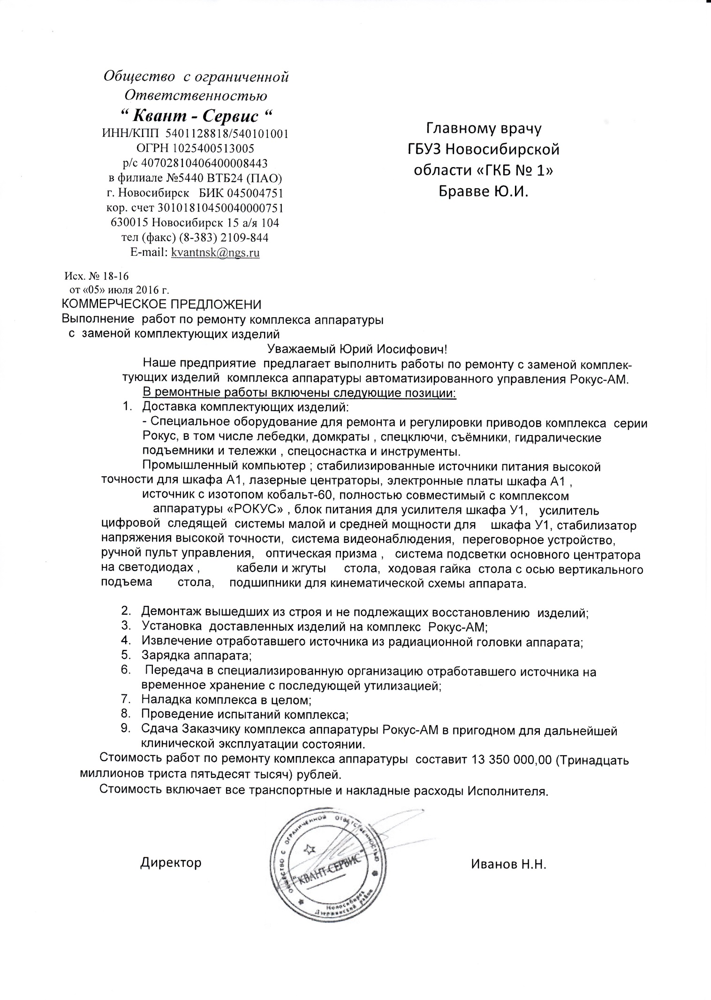 Общество с ограниченной
Ответственностью
“ Квант - Сервис “
ИНН/КПП 5401128818/540101001
ОГРН 1025400513005
р/с 40702810406400008443
в филиале №5440 ВТБ24 (ПАО)
г. Новосибирск БИК 045004751
кор. счет 30101810450040000751
630015 Новосибирск 15 а/я 104
тел (факс) (8-383) 2109-844
E-mail: kvantnsk@ngs.ru
Главному врачу
ГБУЗ Новосибирской
области «ГКБ № 1»
Бравве Ю.И.
Исх. № 18-16
от «05» июля 2016 г.
КОММЕРЧЕСКОЕ ПРЕДЛОЖЕНИ
Выполнение работ по ремонту комплекса аппаратуры
с заменой комплектующих изделий
Уважаемый Юрий Иосифович!
Наше предприятие предлагает выполнить работы по ремонту с заменой комплек-
тующих изделий комплекса аппаратуры автоматизированного управления Рокус-АМ.
В ремонтные работы включены следующие позиции:
1. Доставка комплектующих изделий:
- Специальное оборудование для ремонта и регулировки приводов комплекса серии
Рокус, в том числе лебедки, домкраты , спецключи, съёмники, гидралические
подъемники и тележки , спецоснастка и инструменты.
Промышленный компьютер ; стабилизированные источники питания высокой
точности для шкафа А1, лазерные центраторы, электронные платы шкафа А1 ,
источник с изотопом кобальт-60, полностью совместимый с комплексом
аппаратуры «РОКУС» , блок питания для усилителя шкафа У1, усилитель
цифровой следящей системы малой и средней мощности для шкафа У1, стабилизатор
напряжения высокой точности, система видеонаблюдения, переговорное устройство,
ручной пульт управления, оптическая призма , система подсветки основного центратора
на светодиодах , кабели и жгуты стола, ходовая гайка стола с осью вертикального
подъема стола, подшипники для кинематической схемы аппарата.
2. Демонтаж вышедших из строя и не подлежащих восстановлению изделий;
3. Установка доставленных изделий на комплекс Рокус-АМ;
4. Извлечение отработавшего источника из радиационной головки аппарата;
5. Зарядка аппарата;
6. Передача в специализированную организацию отработавшего источника на
временное хранение с последующей утилизацией;
7. Наладка комплекса в целом;
8. Проведение испытаний комплекса;
9. Сдача Заказчику комплекса аппаратуры Рокус-АМ в пригодном для дальнейшей
клинической эксплуатации состоянии.
Стоимость работ по ремонту комплекса аппаратуры составит 13 350 000,00 (Тринадцать
миллионов триста пятьдесят тысяч) рублей.
Стоимость включает все транспортные и накладные расходы Исполнителя.
Директор
ОБЩЕСТВО С ОГРАНИЧЕННОЙ ОТВЕТСТВЕННОСТЬЮ
"КВАНТ-СЕРВИС"
Новосибирск
Дзержинский район
Иванов Н.Н.